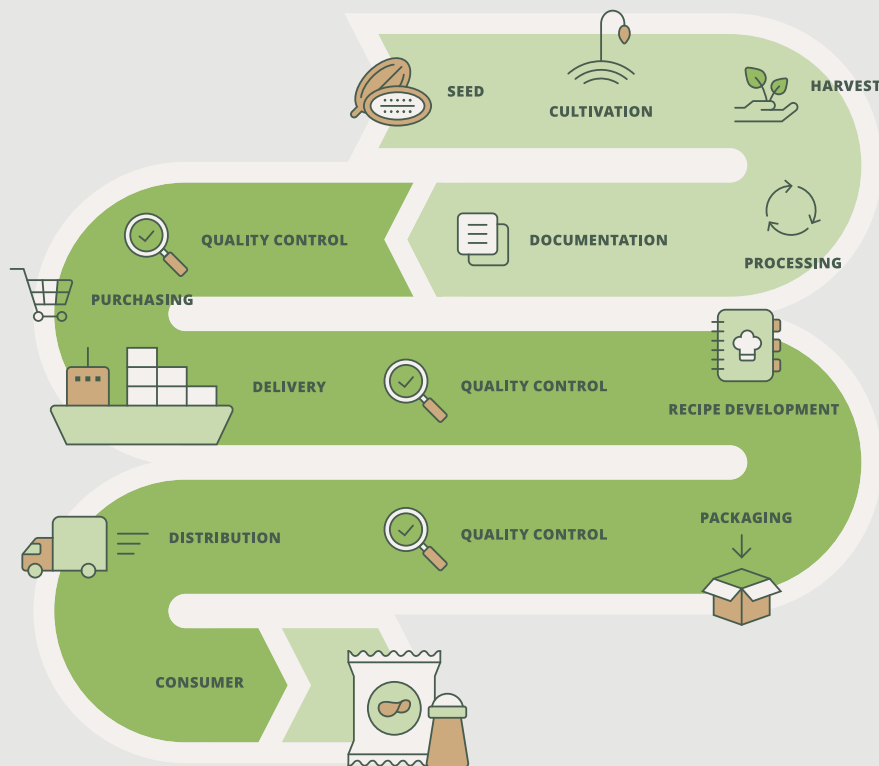 SEED
CULTIVATION
HARVEST
PROCESSING
DOCUMENTATION
QUALITY CONTROL
PURCHASING
DELIVERY
QUALITY CONTROL
RECIPE DEVELOPMENT
PACKAGING
QUALITY CONTROL
DISTRIBUTION
CONSUMER